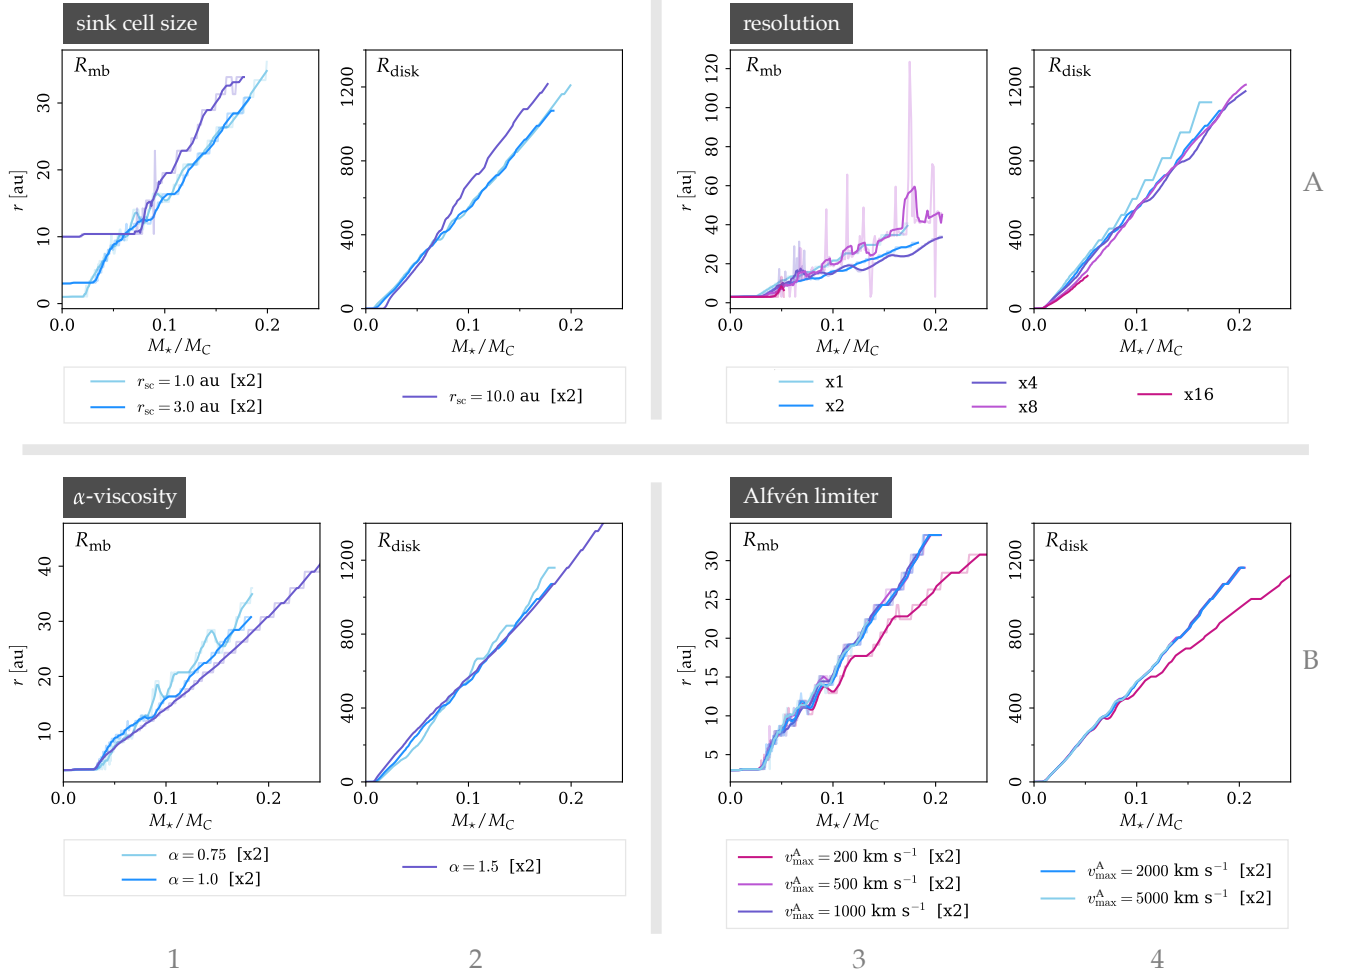 sink cell size
resolution
R_mb
R_disk
R_mb
R_disk
r [au]
0
10
20
30
0
400
800
1200
r [au]
0
20
40
60
80
100
120
0
400
800
1200
A
0.0 0.1 0.2
0.0 0.1 0.2
0.0 0.1 0.2
0.0 0.1 0.2
M⋆/M_C
M⋆/M_C
M⋆/M_C
M⋆/M_C
r_sc = 1.0 au [x2]
r_sc = 3.0 au [x2]
r_sc = 10.0 au [x2]
x1
x2
x4
x8
x16
α-viscosity
Alfvén limiter
R_mb
R_disk
R_mb
R_disk
r [au]
10
20
30
40
0
400
800
1200
r [au]
5
10
15
20
25
30
0
400
800
1200
B
0.0 0.1 0.2
0.0 0.1 0.2
0.0 0.1 0.2
0.0 0.1 0.2
M⋆/M_C
M⋆/M_C
M⋆/M_C
M⋆/M_C
α = 0.75 [x2]
α = 1.0 [x2]
α = 1.5 [x2]
v^A_max = 200 km s⁻¹ [x2]
v^A_max = 500 km s⁻¹ [x2]
v^A_max = 1000 km s⁻¹ [x2]
v^A_max = 2000 km s⁻¹ [x2]
v^A_max = 5000 km s⁻¹ [x2]
1
2
3
4